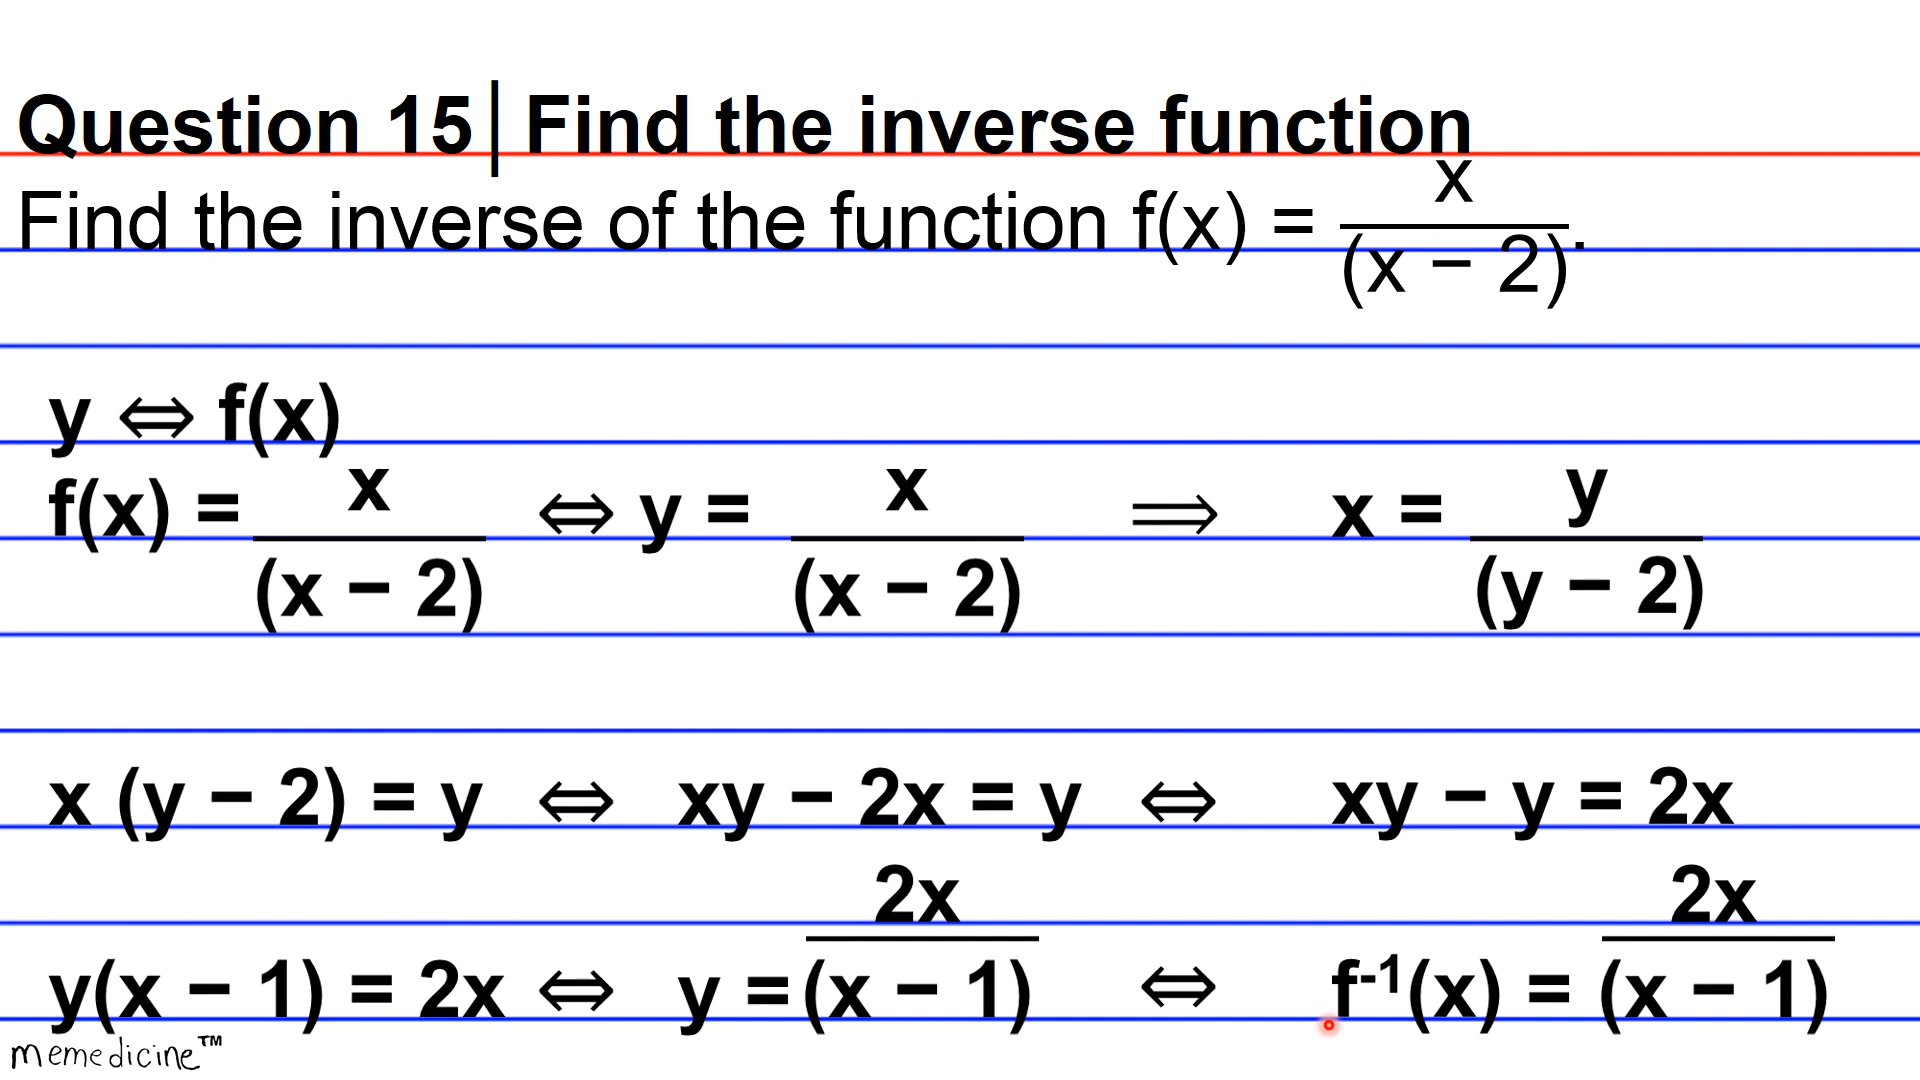 Question 15| Find the inverse function
Find the inverse of the function f(x) = x/(x − 2).
y ⇔ f(x)
f(x) = x/(x − 2) ⇔ y = x/(x − 2) ⟹ x = y/(y − 2)
x (y − 2) = y ⇔ xy − 2x = y ⇔ xy − y = 2x
y(x − 1) = 2x ⇔ y = 2x/(x − 1) ⇔ f⁻¹(x) = 2x/(x − 1)
memedicine™